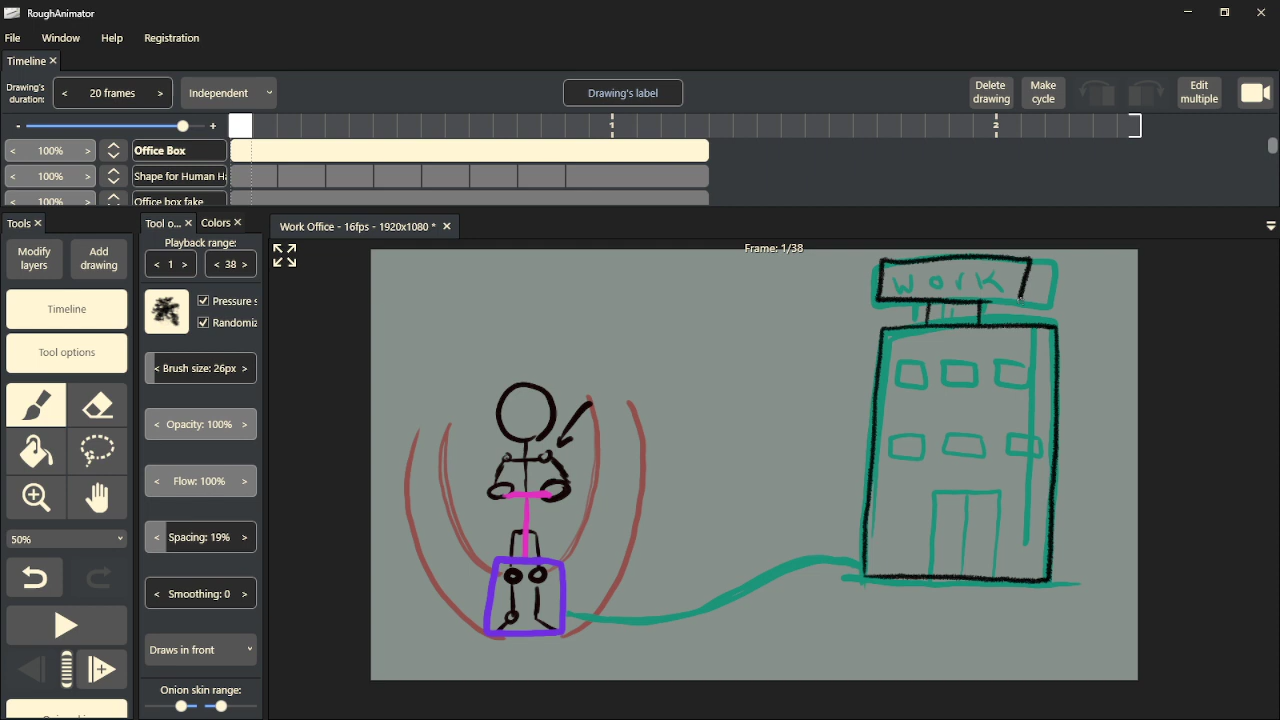 RoughAnimator
File Window Help Registration
Timeline
Drawing's duration: < 20 frames > Independent Drawing's label Delete drawing Make cycle Edit multiple
- + 1 2
< 100% > Office Box
< 100% > Shape for Human H
< 100% > Office box fake
Tools Tool o... Colors Work Office - 16fps - 1920x1080 *
Playback range: Frame: 1/38
Modify layers Add drawing < 1 > < 38 >
WORK
Timeline Pressure s
Randomiz
Tool options
< Brush size: 26px >
< Opacity: 100% >
< Flow: 100% >
50% < Spacing: 19% >
< Smoothing: 0 >
Draws in front
Onion skin range: